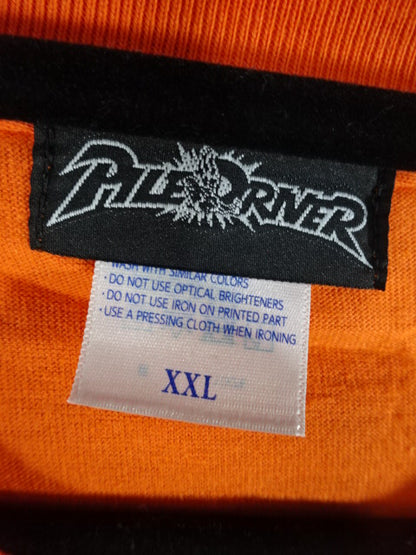 PILEDRIVER
WASH WITH SIMILAR COLORS
· DO NOT USE OPTICAL BRIGHTENERS
· DO NOT USE IRON ON PRINTED PART
· USE A PRESSING CLOTH WHEN IRONING
XXL